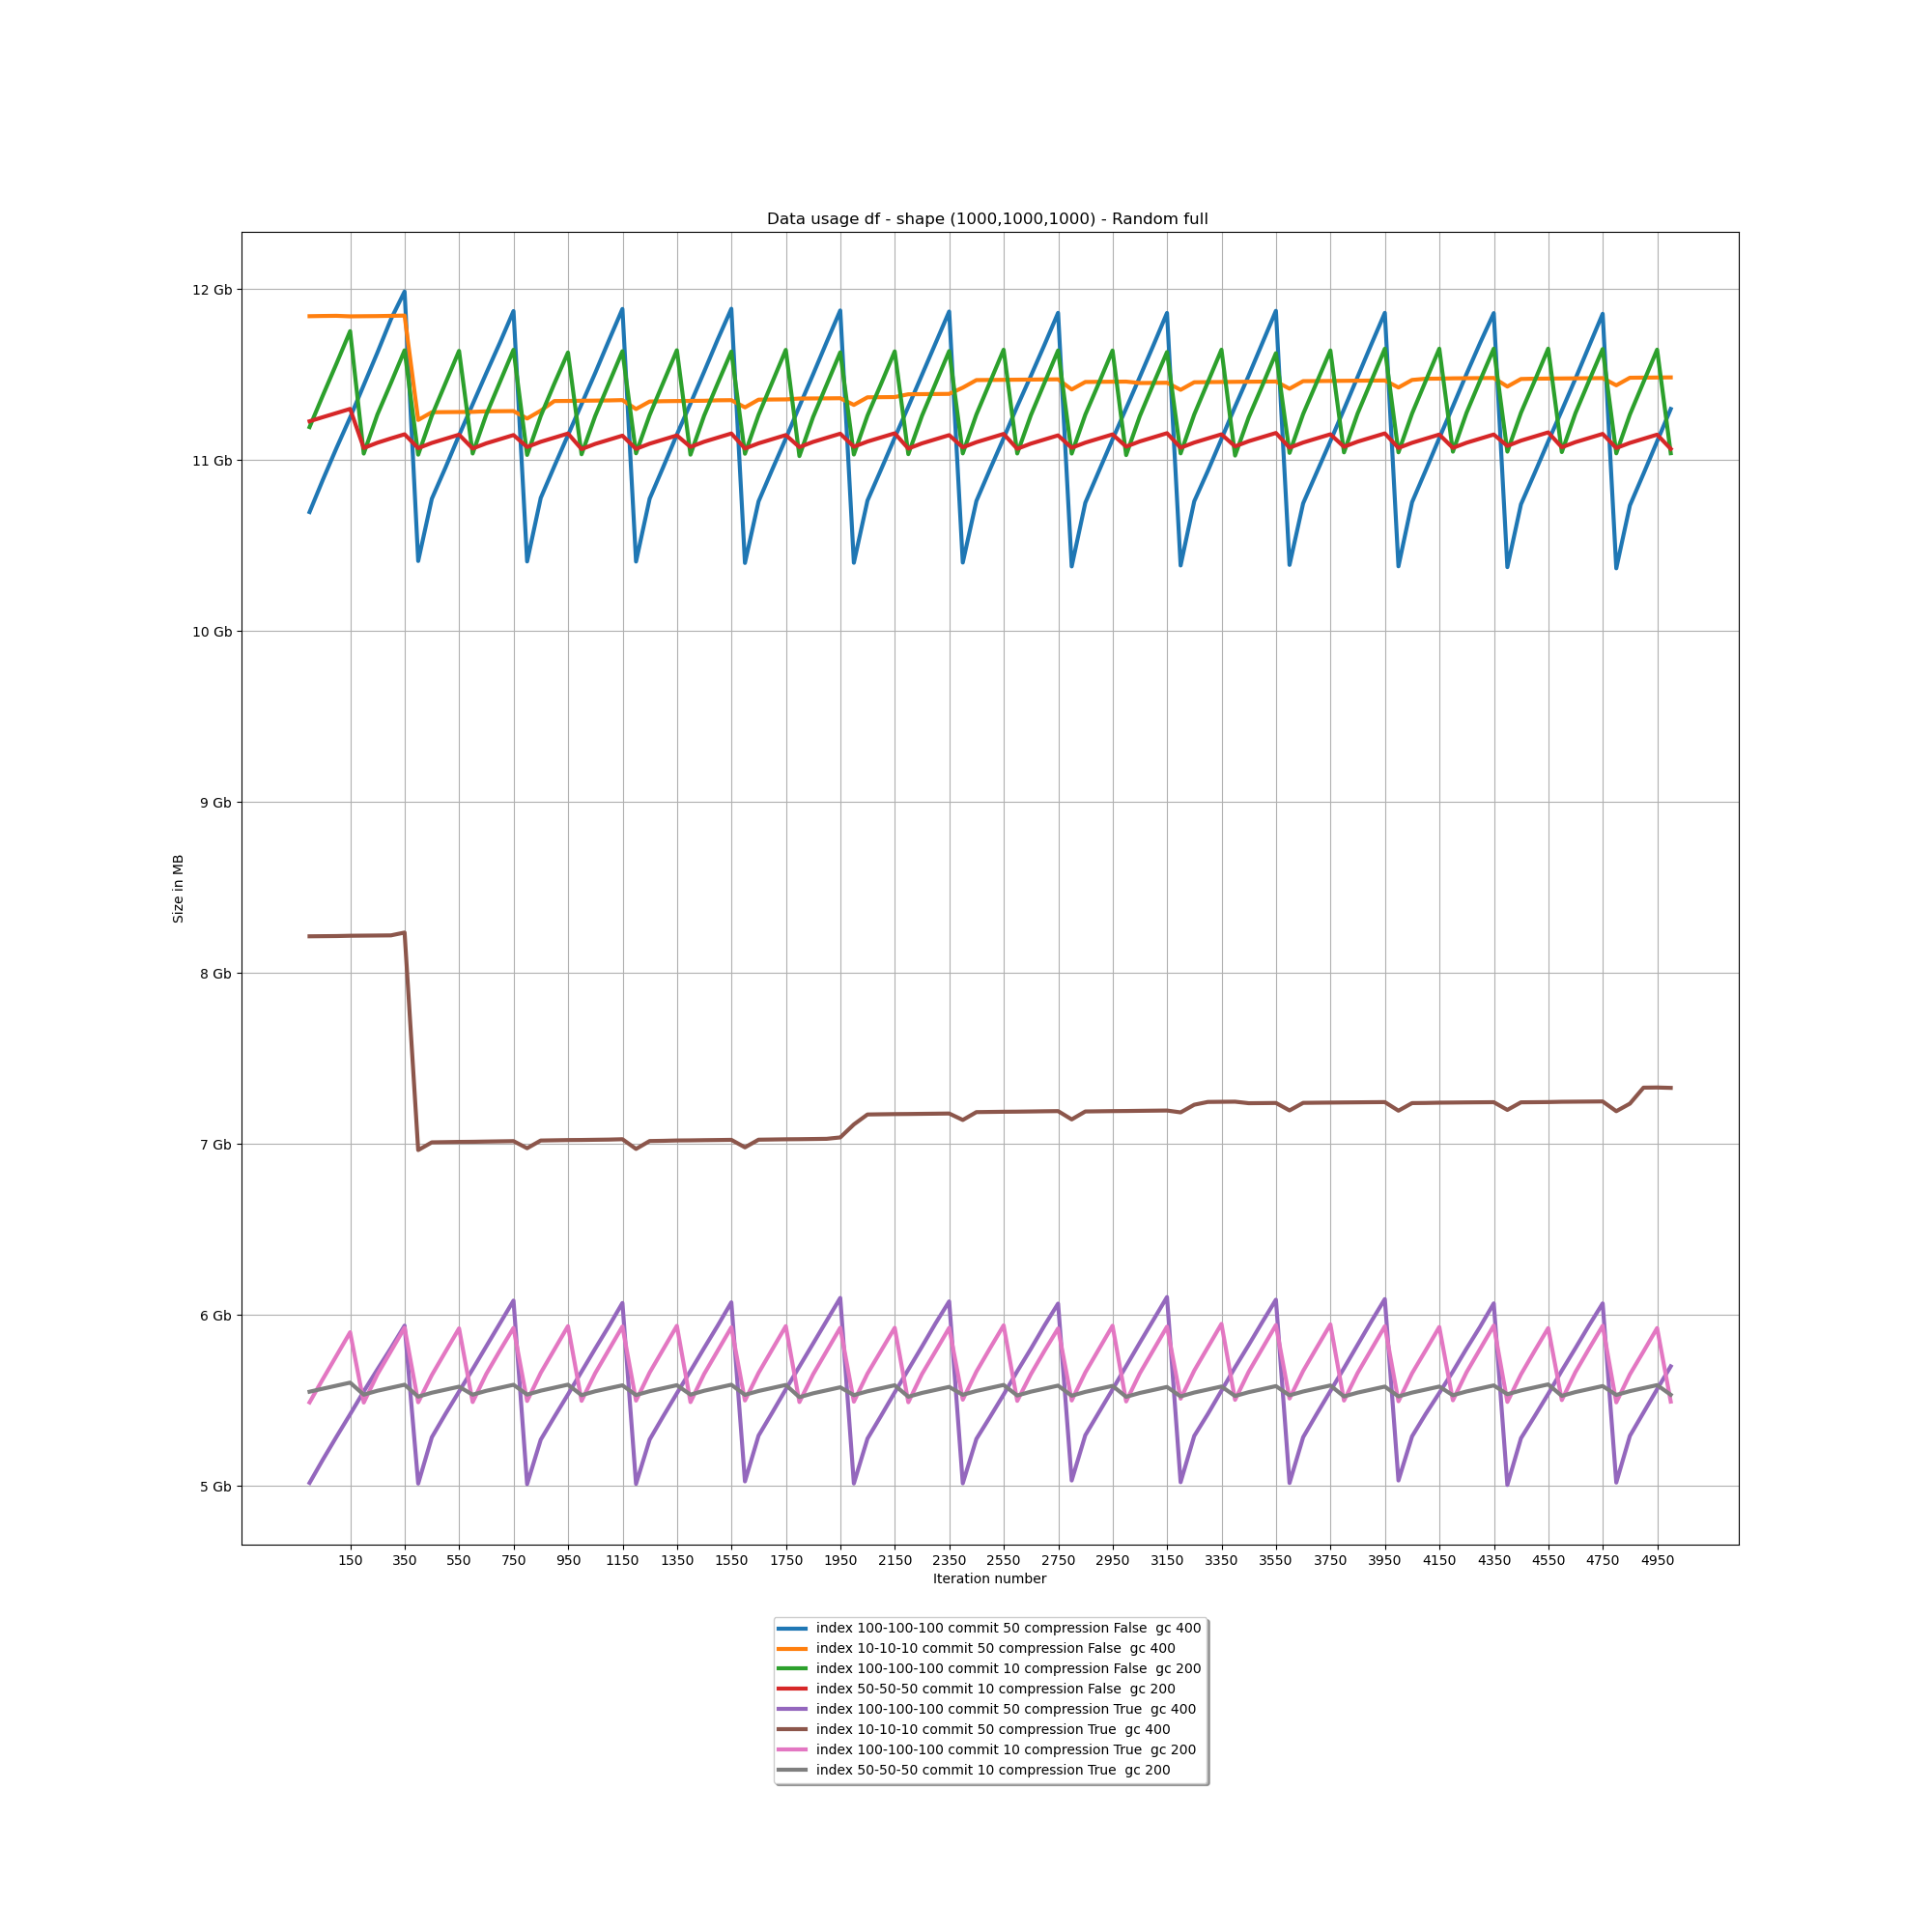 Data usage df - shape (1000,1000,1000) - Random full
12 Gb
11 Gb
10 Gb
9 Gb
8 Gb
7 Gb
6 Gb
5 Gb
Size in MB
150 350 550 750 950 1150 1350 1550 1750 1950 2150 2350 2550 2750 2950 3150 3350 3550 3750 3950 4150 4350 4550 4750 4950
Iteration number
index 100-100-100 commit 50 compression False  gc 400
index 10-10-10 commit 50 compression False  gc 400
index 100-100-100 commit 10 compression False  gc 200
index 50-50-50 commit 10 compression False  gc 200
index 100-100-100 commit 50 compression True  gc 400
index 10-10-10 commit 50 compression True  gc 400
index 100-100-100 commit 10 compression True  gc 200
index 50-50-50 commit 10 compression True  gc 200